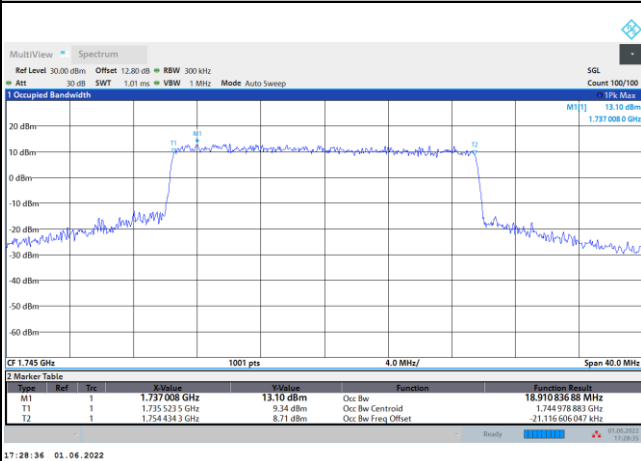 MultiView Spectrum
Ref Level 30.00 dBm Offset 12.80 dB RBW 300 kHz SGL
Att 30 dB SWT 1.01 ms VBW 1 MHz Mode Auto Sweep Count 100/100
1 Occupied Bandwidth 1Pk Max
M1[1] 13.10 dBm
1.737 008 0 GHz
20 dBm
M1
T1
T2
10 dBm
0 dBm
-10 dBm
-20 dBm
-30 dBm
-40 dBm
-50 dBm
-60 dBm
CF 1.745 GHz 1001 pts 4.0 MHz/ Span 40.0 MHz
2 Marker Table
Type Ref Trc X-Value Y-Value Function Function Result
M1 1 1.737 008 GHz 13.10 dBm Occ Bw 18.910 836 88 MHz
T1 1 1.735 523 5 GHz 9.34 dBm Occ Bw Centroid 1.744 978 883 GHz
T2 1 1.754 434 3 GHz 8.71 dBm Occ Bw Freq Offset -21.116 606 047 kHz
Ready 01.06.2022
17:28:35
17:28:36 01.06.2022